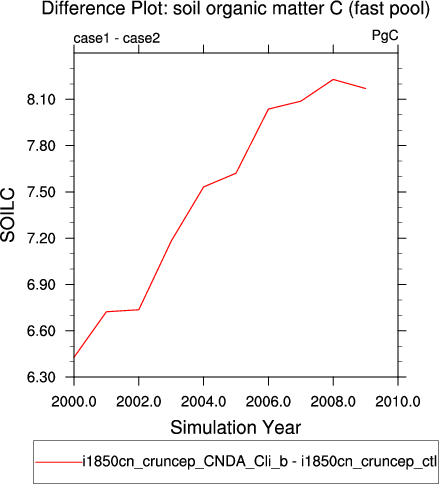 Difference Plot: soil organic matter C (fast pool)
case1 - case2
PgC
8.10
7.80
7.50
7.20
6.90
6.60
6.30
SOILC
2000.0 2002.0 2004.0 2006.0 2008.0 2010.0
Simulation Year
i1850cn_cruncep_CNDA_Cli_b - i1850cn_cruncep_ctl